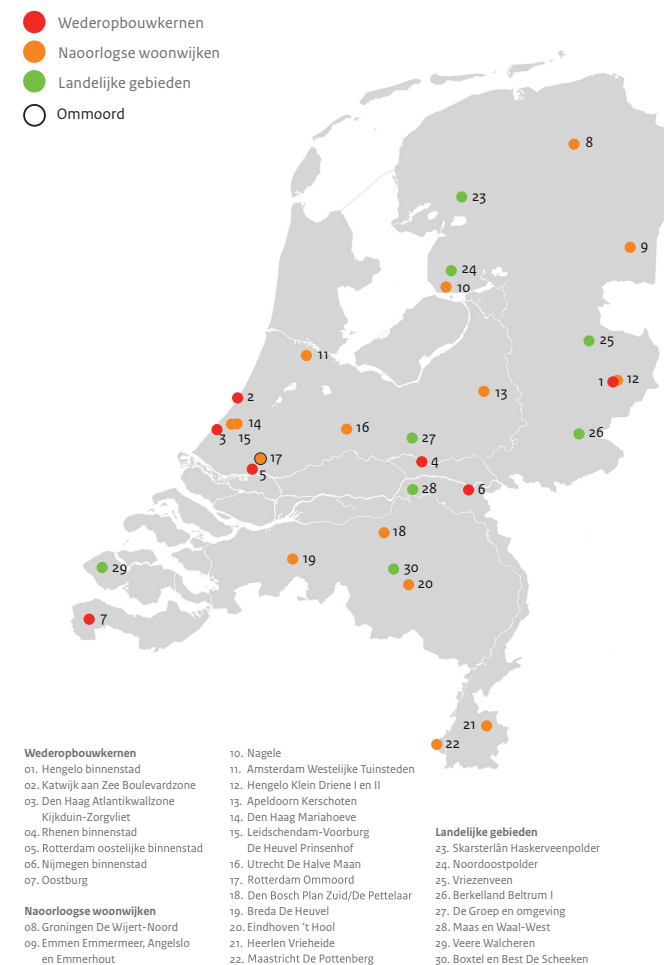 Wederopbouwkernen
Naoorlogse woonwijken
Landelijke gebieden
Ommoord
8
23
9
24
10
25
11
1
12
13
2
14
3
15
16
27
26
17
5
4
28
6
18
19
30
20
29
7
21
22
Wederopbouwkernen
01. Hengelo binnenstad
02. Katwijk aan Zee Boulevardzone
03. Den Haag Atlantikwallzone
Kijkduin-Zorgvliet
04. Rhenen binnenstad
05. Rotterdam oostelijke binnenstad
06. Nijmegen binnenstad
07. Oostburg
Naoorloogse woonwijken
08. Groningen De Wijert-Noord
09. Emmen Emmermeer, Angelslo
en Emmerhout
10. Nagele
11. Amsterdam Westelijke Tuinsteden
12. Hengelo Klein Driene I en II
13. Apeldoorn Kerschoten
14. Den Haag Mariahoeve
15. Leidschendam-Voorburg
De Heuvel Prinsenhof
16. Utrecht De Halve Maan
17. Rotterdam Ommoord
18. Den Bosch Plan Zuid/De Pettelaar
19. Breda De Heuvel
20. Eindhoven ‘t Hool
21. Heerlen Vrieheide
22. Maastricht De Pottenberg
Landelijke gebieden
23. Skarsterlân Haskerveenpolder
24. Noordoostpolder
25. Vriezenveen
26. Berkelland Beltrum I
27. De Groep en omgeving
28. Maas en Waal-West
29. Veere Walcheren
30. Boxtel en Best De Scheeken